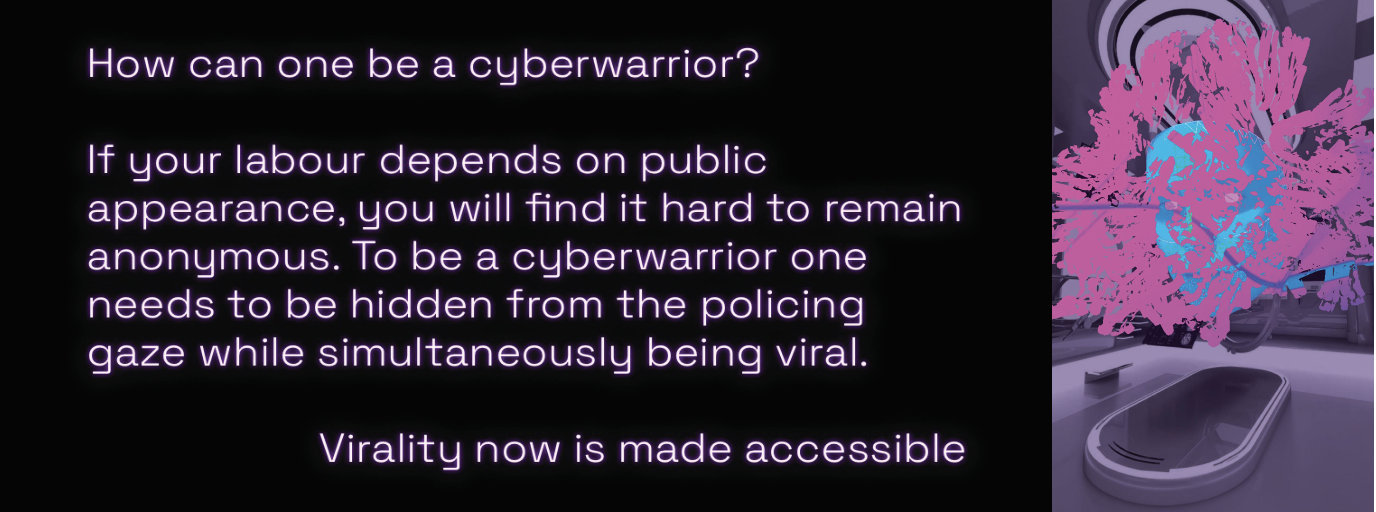 How can one be a cyberwarrior?
If your labour depends on public
appearance, you will find it hard to remain
anonymous. To be a cyberwarrior one
needs to be hidden from the policing
gaze while simultaneously being viral.
Virality now is made accessible